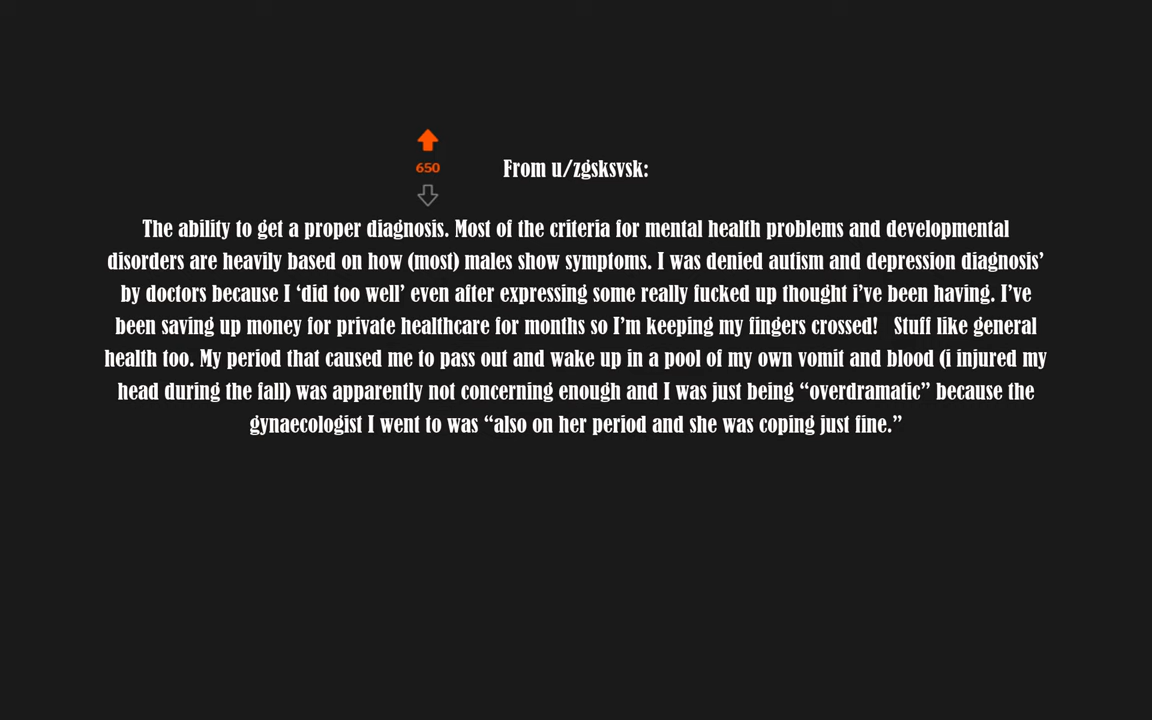 650
From u/zgsksvsk:
The ability to get a proper diagnosis. Most of the criteria for mental health problems and developmental
disorders are heavily based on how (most) males show symptoms. I was denied autism and depression diagnosis’
by doctors because I ‘did too well’ even after expressing some really fucked up thought i’ve been having. I’ve
been saving up money for private healthcare for months so I’m keeping my fingers crossed!   Stuff like general
health too. My period that caused me to pass out and wake up in a pool of my own vomit and blood (i injured my
head during the fall) was apparently not concerning enough and I was just being “overdramatic” because the
gynaecologist I went to was “also on her period and she was coping just fine.”